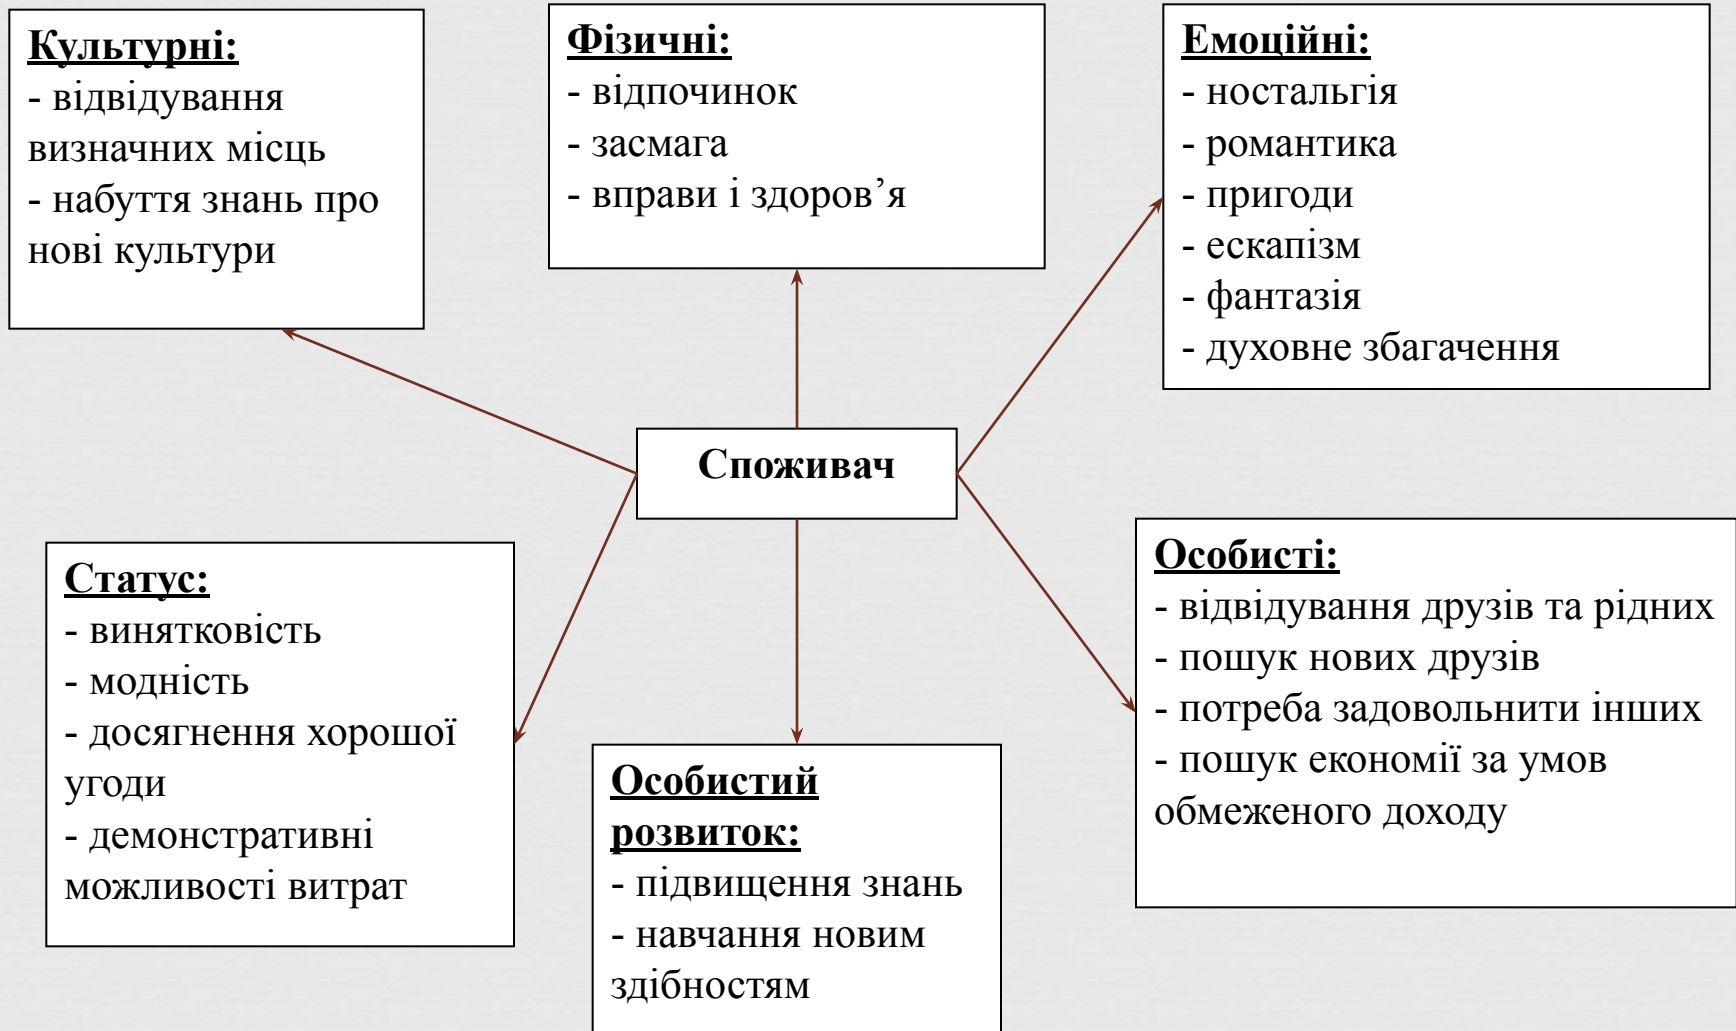 Культурні:
- відвідування
визначних місць
- набуття знань про
нові культури
Фізичні:
- відпочинок
- засмага
- вправи і здоров’я
Емоційні:
- ностальгія
- романтика
- пригоди
- ескапізм
- фантазія
- духовне збагачення
Споживач
Статус:
- винятковість
- модність
- досягнення хорошої
угоди
- демонстративні
можливості витрат
Особистий
розвиток:
- підвищення знань
- навчання новим
здібностям
Особисті:
- відвідування друзів та рідних
- пошук нових друзів
- потреба задовольнити інших
- пошук економії за умов
обмеженого доходу